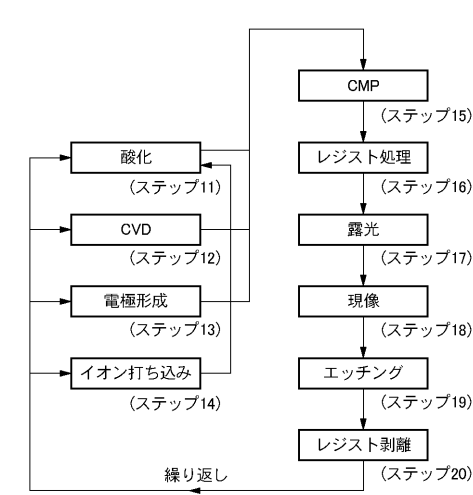 酸化
(ステップ11)
CVD
(ステップ12)
電極形成
(ステップ13)
イオン打ち込み
(ステップ14)
CMP
(ステップ15)
レジスト処理
(ステップ16)
露光
(ステップ17)
現像
(ステップ18)
エッチング
(ステップ19)
レジスト剥離
(ステップ20)
繰り返し